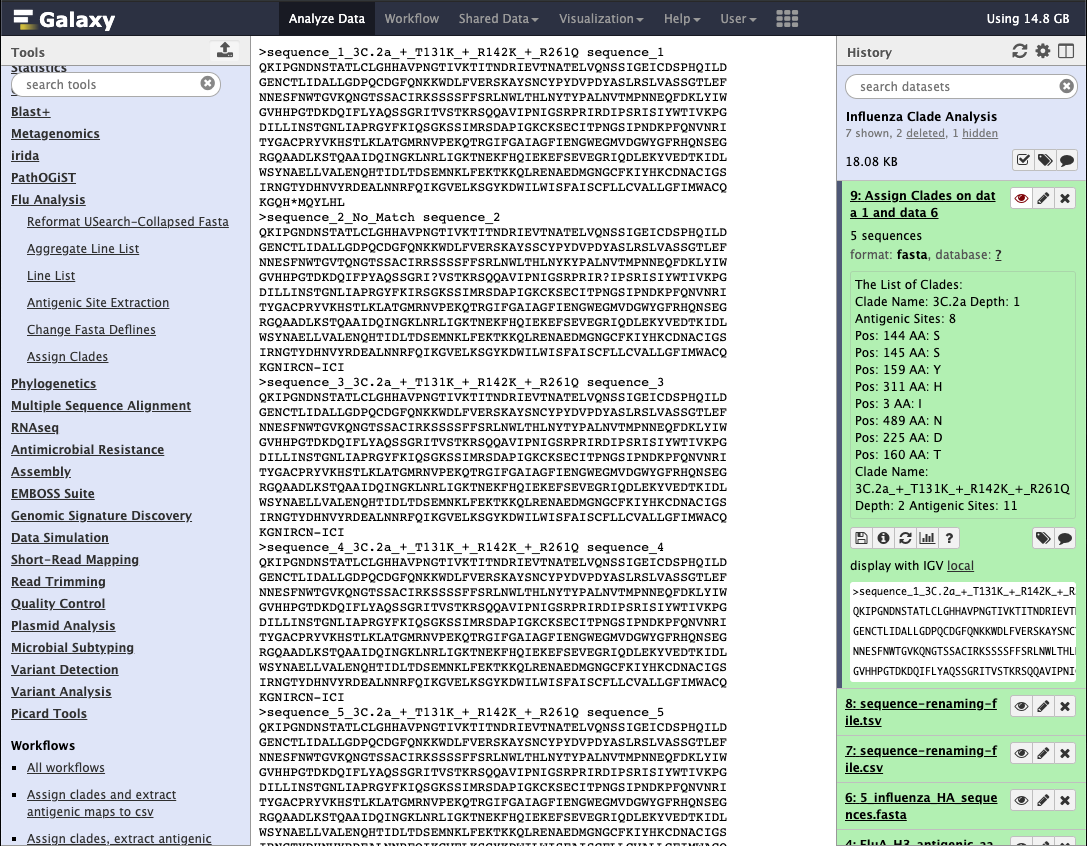 Galaxy
Analyze Data
Workflow
Shared Data
Visualization
Help
User
Using 14.8 GB
Tools
Statistics
search tools
Blast+
Metagenomics
irida
PathOGiST
Flu Analysis
Reformat USearch-Collapsed Fasta
Aggregate Line List
Line List
Antigenic Site Extraction
Change Fasta Deflines
Assign Clades
Phylogenetics
Multiple Sequence Alignment
RNAseq
Antimicrobial Resistance
Assembly
EMBOSS Suite
Genomic Signature Discovery
Data Simulation
Short-Read Mapping
Read Trimming
Quality Control
Plasmid Analysis
Microbial Subtyping
Variant Detection
Variant Analysis
Picard Tools
Workflows
All workflows
Assign clades and extract
antigenic maps to csv
Assign clades, extract antigenic
>sequence_1_3C.2a_+_T131K_+_R142K_+_R261Q sequence_1
QKIPGNDNSTATLCLGHHAVPNGTIVKTITNDRIEVTNATELVQNSSIGEICDSPHQILD
GENCTLIDALLGDPQCDGFQNKKWDLFVERSKAYSNCYPYDVPDYASLRSLVASSGTLEF
NNESFNWTGVKQNGTSSACIRKSSSSFFSRLNWLTHLNYTYPALNVTMPNNEQFDKLYIW
GVHHPGTDKDQIFLYAQSSGRITVSTKRSQQAVIPNIGSRPRIRDIPSRISIYWTIVKPG
DILLINSTGNLIAPRGYFKIQSGKSSIMRSDAPIGKCKSECITPNGSIPNDKPFQNVNRI
TYGACPRYVKHSTLKLATGMRNVPEKQTRGIFGAIAGFIENGWEGMVDGWYGFRHQNSEG
RGQAADLKSTQAAIDQINGKLNRLIGKTNEKFHQIEKEFSEVEGRIQDLEKYVEDTKIDL
WSYNAELLVALENQHTIDLTDSEMNKLFEKTKKQLRENAEDMGNGCFKIYHKCDNACIGS
IRNGTYDHNVYRDEALNNRFQIKGVELKSGYKDWILWISFAISCFLLCVALLGFIMWACQ
KGQH*MQYLHL
>sequence_2_No_Match sequence_2
QKIPGNDNSTATLCLGHHAVPNGTIVKTITNDRIEVTNATELVQNSSIGEICDSPHQILD
GENCTLIDALLGDPQCDGFQNKKWDLFVERSKAYSSCYPYDVPDYASLRSLVASSGTLEF
NNESFNWTGVTQNGTSSACIRRSSSSFFSRLNWLTHLNYKYPALNVTMPNNEQFDKLYIW
GVHHPGTDKDQIFPYAQSSGRI?VSTKRSQQAVIPNIGSRPRIR?IPSRISIYWTIVKPG
DILLINSTGNLIAPRGYFKIRSGKSSIMRSDAPIGKCKSECITPNGSIPNDKPFQNVNRI
TYGACPRYVKHSTLKLATGMRNVPEKQTRGIFGAIAGFIENGWEGMVDGWYGFRHQNSEG
RGQAADLKSTQAAIDQINGKLNRLIGKTNEKFHQIEKEFSEVEGRIQDLEKYVEDTKIDL
WSYNAELLVALENQHTIDLTDSEMNKLFEKTKKQLRENAEDMGNGCFKIYHKCDNACIGS
IRNGTYDHNVYRDEALNNRFQIKGVELKSGYKDWILWISFAISCFLLCVALLGFIMWACQ
KGNIRCN-ICI
>sequence_3_3C.2a_+_T131K_+_R142K_+_R261Q sequence_3
QKIPGNDNSTATLCLGHHAVPNGTIVKTITNDRIEVTNATELVQNSSIGEICDSPHQILD
GENCTLIDALLGDPQCDGFQNKKWDLFVERSKAYSNCYPYDVPDYASLRSLVASSGTLEF
NNESFNWTGVKQNGTSSACIRKSSSSFFSRLNWLTHLNYTYPALNVTMPNNEQFDKLYIW
GVHHPGTDKDQIFLYAQSSGRITVSTKRSQQAVIPNIGSRPRIRDIPSRISIYWTIVKPG
DILLINSTGNLIAPRGYFKIQSGKSSIMRSDAPIGKCKSECITPNGSIPNDKPFQNVNRI
TYGACPRYVKHSTLKLATGMRNVPEKQTRGIFGAIAGFIENGWEGMVDGWYGFRHQNSEG
RGQAADLKSTQAAIDQINGKLNRLIGKTNEKFHQIEKEFSEVEGRIQDLEKYVEDTKIDL
WSYNAELLVALENQHTIDLTDSEMNKLFEKTKKQLRENAEDMGNGCFKIYHKCDNACIGS
IRNGTYDHNVYRDEALNNRFQIKGVELKSGYKDWILWISFAISCFLLCVALLGFIMWACQ
KGNIRCN-ICI
>sequence_4_3C.2a_+_T131K_+_R142K_+_R261Q sequence_4
QKIPGNDNSTATLCLGHHAVPNGTIVKTITNDRIEVTNATELVQNSSIGEICDSPHQILD
GENCTLIDALLGDPQCDGFQNKKWDLFVERSKAYSNCYPYDVPDYASLRSLVASSGTLEF
NNESFNWTGVKQNGTSSACIRKSSSSFFSRLNWLTHLNYTYPALNVTMPNNEQFDKLYIW
GVHHPGTDKDQIFLYAQSSGRITVSTKRSQQAVIPNIGSRPRIRDIPSRISIYWTIVKPG
DILLINSTGNLIAPRGYFKIQSGKSSIMRSDAPIGKCKSECITPNGSIPNDKPFQNVNRI
TYGACPRYVKHSTLKLATGMRNVPEKQTRGIFGAIAGFIENGWEGMVDGWYGFRHQNSEG
RGQAADLKSTQAAIDQINGKLNRLIGKTNEKFHQIEKEFSEVEGRIQDLEKYVEDTKIDL
WSYNAELLVALENQHTIDLTDSEMNKLFEKTKKQLRENAEDMGNGCFKIYHKCDNACIGS
IRNGTYDHNVYRDEALNNRFQIKGVELKSGYKDWILWISFAISCFLLCVALLGFIMWACQ
KGNIRCN-ICI
>sequence_5_3C.2a_+_T131K_+_R142K_+_R261Q sequence_5
QKIPGNDNSTATLCLGHHAVPNGTIVKTITNDRIEVTNATELVQNSSIGEICDSPHQILD
GENCTLIDALLGDPQCDGFQNKKWDLFVERSKAYSNCYPYDVPDYASLRSLVASSGTLEF
NNESFNWTGVKQNGTSSACIRKSSSSFFSRLNWLTHLNYTYPALNVTMPNNEQFDKLYIW
GVHHPGTDKDQIFLYAQSSGRITVSTKRSQQAVIPNIGSRPRIRDIPSRISIYWTIVKPG
DILLINSTGNLIAPRGYFKIQSGKSSIMRSDAPIGKCKSECITPNGSIPNDKPFQNVNRI
TYGACPRYVKHSTLKLATGMRNVPEKQTRGIFGAIAGFIENGWEGMVDGWYGFRHQNSEG
RGQAADLKSTQAAIDQINGKLNRLIGKTNEKFHQIEKEFSEVEGRIQDLEKYVEDTKIDL
WSYNAELLVALENQHTIDLTDSEMNKLFEKTKKQLRENAEDMGNGCFKIYHKCDNACIGS
History
search datasets
Influenza Clade Analysis
7 shown, 2 deleted, 1 hidden
18.08 KB
9: Assign Clades on dat
a 1 and data 6
5 sequences
format: fasta, database: ?
The List of Clades:
Clade Name: 3C.2a Depth: 1
Antigenic Sites: 8
Pos: 144 AA: S
Pos: 145 AA: S
Pos: 159 AA: Y
Pos: 311 AA: H
Pos: 3 AA: I
Pos: 489 AA: N
Pos: 225 AA: D
Pos: 160 AA: T
Clade Name:
3C.2a_+_T131K_+_R142K_+_R261Q
Depth: 2 Antigenic Sites: 11
display with IGV local
>sequence_1_3C.2a_+_T131K_+_R142K_+_R
QKIPGNDNSTATLCLGHHAVPNGTIVKTITNDRIEVT
GENCTLIDALLGDPQCDGFQNKKWDLFVERSKAYSNC
NNESFNWTGVKQNGTSSACIRKSSSSFFSRLNWLTHL
GVHHPGTDKDQIFLYAQSSGRITVSTKRSQQAVIPNI
8: sequence-renaming-f
ile.tsv
7: sequence-renaming-f
ile.csv
6: 5_influenza_HA_seque
nces.fasta
4: FluA_H3_antigenic_aa